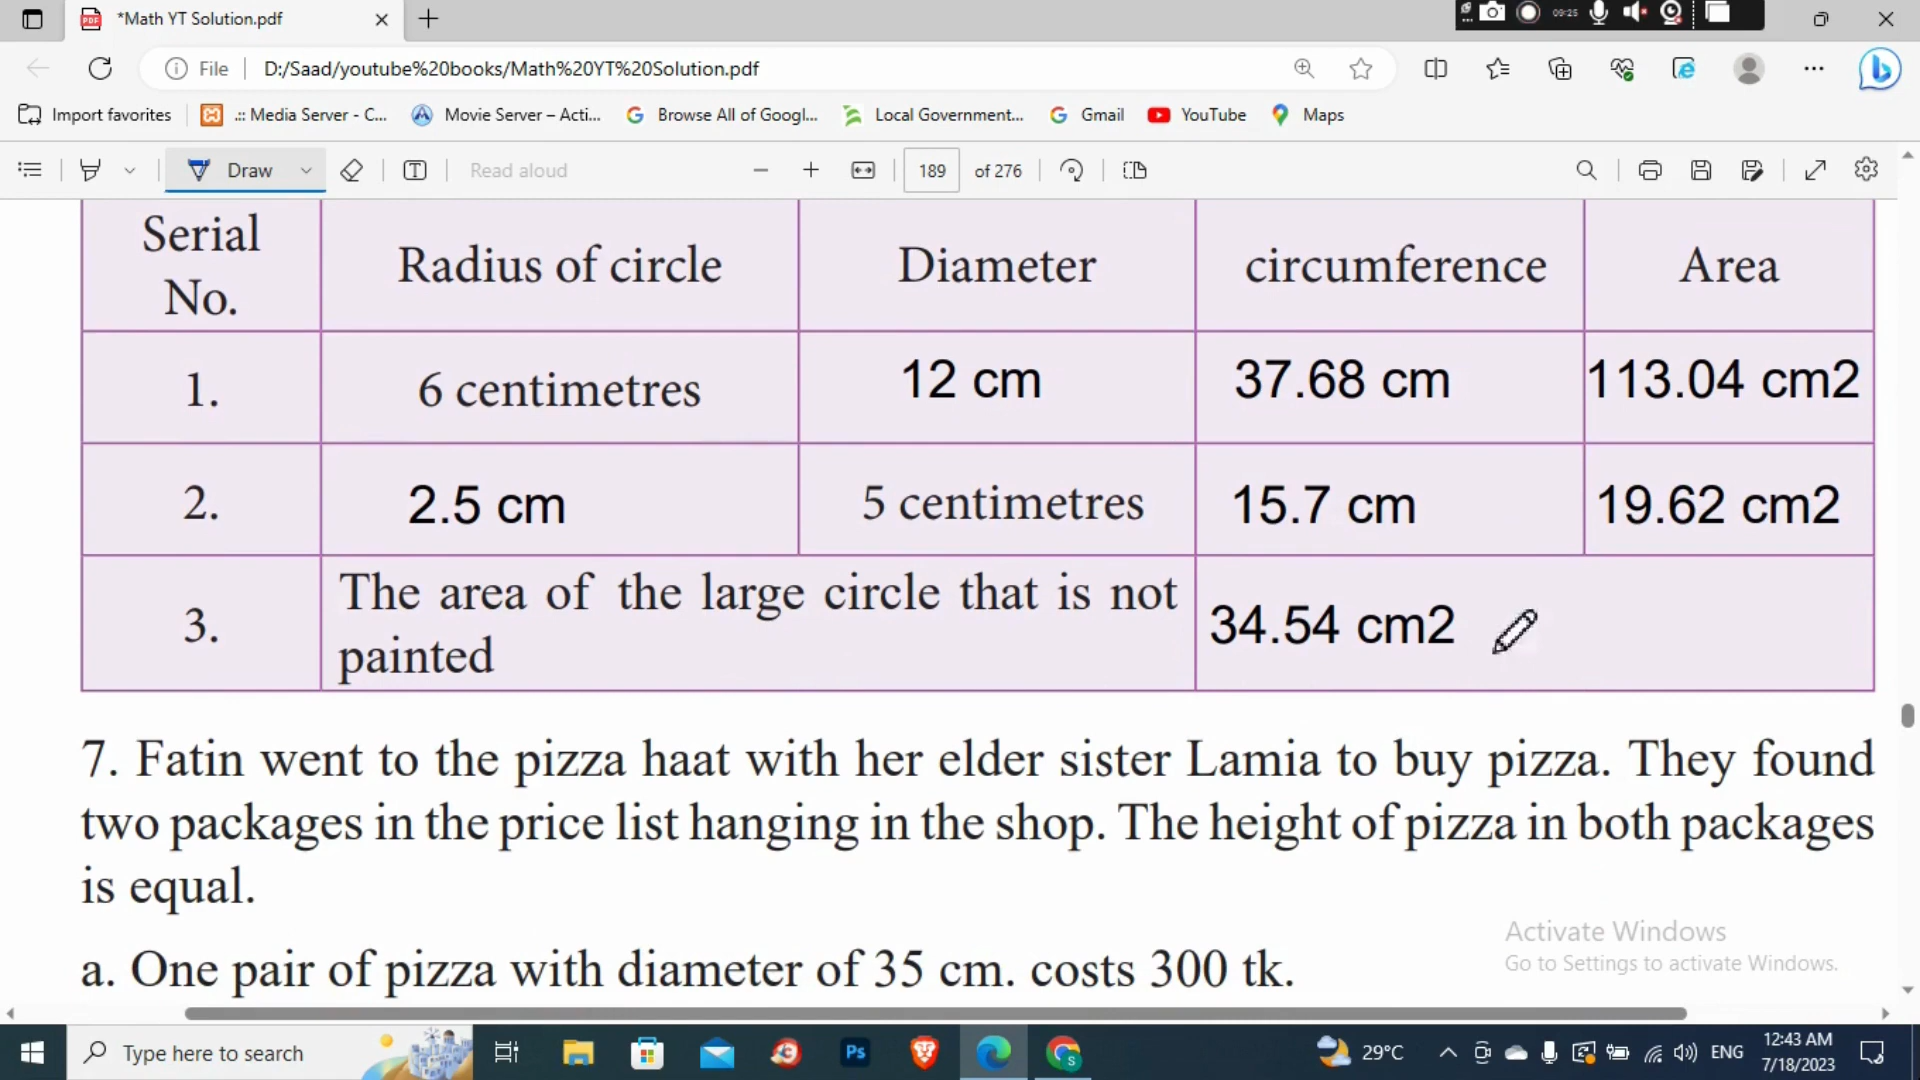 *Math YT Solution.pdf
09:25
File
D:/Saad/youtube%20books/Math%20YT%20Solution.pdf
Import favorites
.:: Media Server - C...
Movie Server – Acti...
Browse All of Googl...
Local Government...
Gmail
YouTube
Maps
Draw
Read aloud
189
of 276
Serial No.
Radius of circle
Diameter
circumference
Area
1.
6 centimetres
12 cm
37.68 cm
113.04 cm2
2.
2.5 cm
5 centimetres
15.7 cm
19.62 cm2
3.
The area of the large circle that is not
painted
34.54 cm2
7. Fatin went to the pizza haat with her elder sister Lamia to buy pizza. They found
two packages in the price list hanging in the shop. The height of pizza in both packages
is equal.
a. One pair of pizza with diameter of 35 cm. costs 300 tk.
Activate Windows
Go to Settings to activate Windows.
Type here to search
Ps
29°C
ENG
12:43 AM
7/18/2023